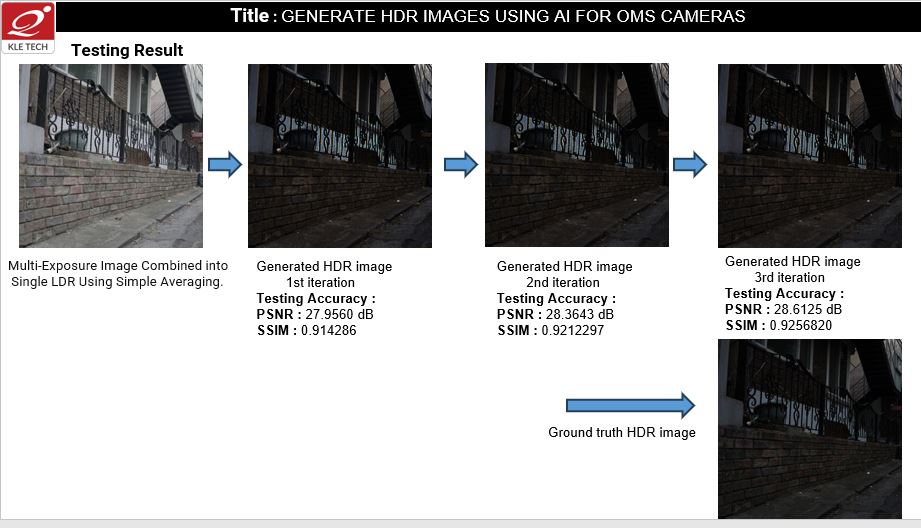 Title : GENERATE HDR IMAGES USING AI FOR OMS CAMERAS
KLE TECH
Testing Result
Multi-Exposure Image Combined into
Single LDR Using Simple Averaging.
Generated HDR image
1st iteration
Testing Accuracy :
PSNR : 27.9560 dB
SSIM : 0.914286
Generated HDR image
2nd iteration
Testing Accuracy :
PSNR : 28.3643 dB
SSIM : 0.9212297
Generated HDR image
3rd iteration
Testing Accuracy :
PSNR : 28.6125 dB
SSIM : 0.9256820
Ground truth HDR image